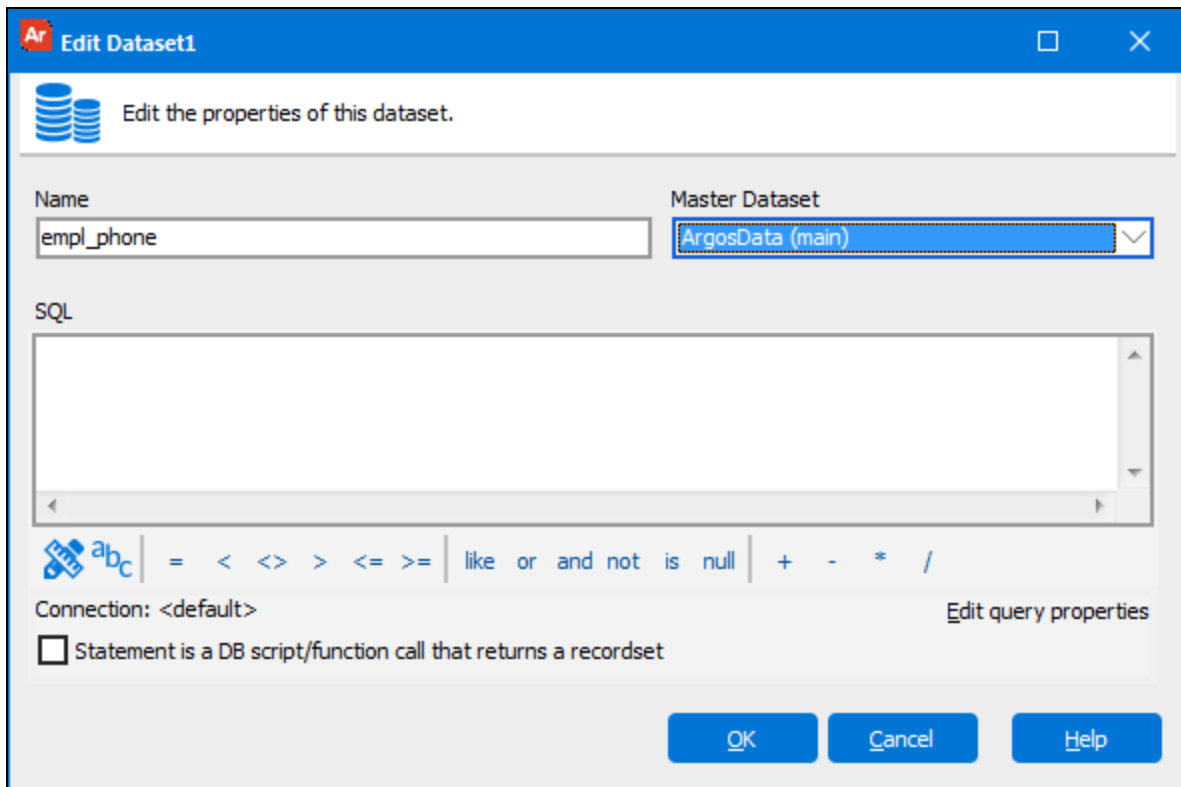 Ar Edit Dataset1
Edit the properties of this dataset.
Name Master Dataset
empl_phone ArgosData (main)
SQL
abc = < <> > <= >= like or and not is null + - * /
Connection: <default> Edit query properties
Statement is a DB script/function call that returns a recordset
OK Cancel Help